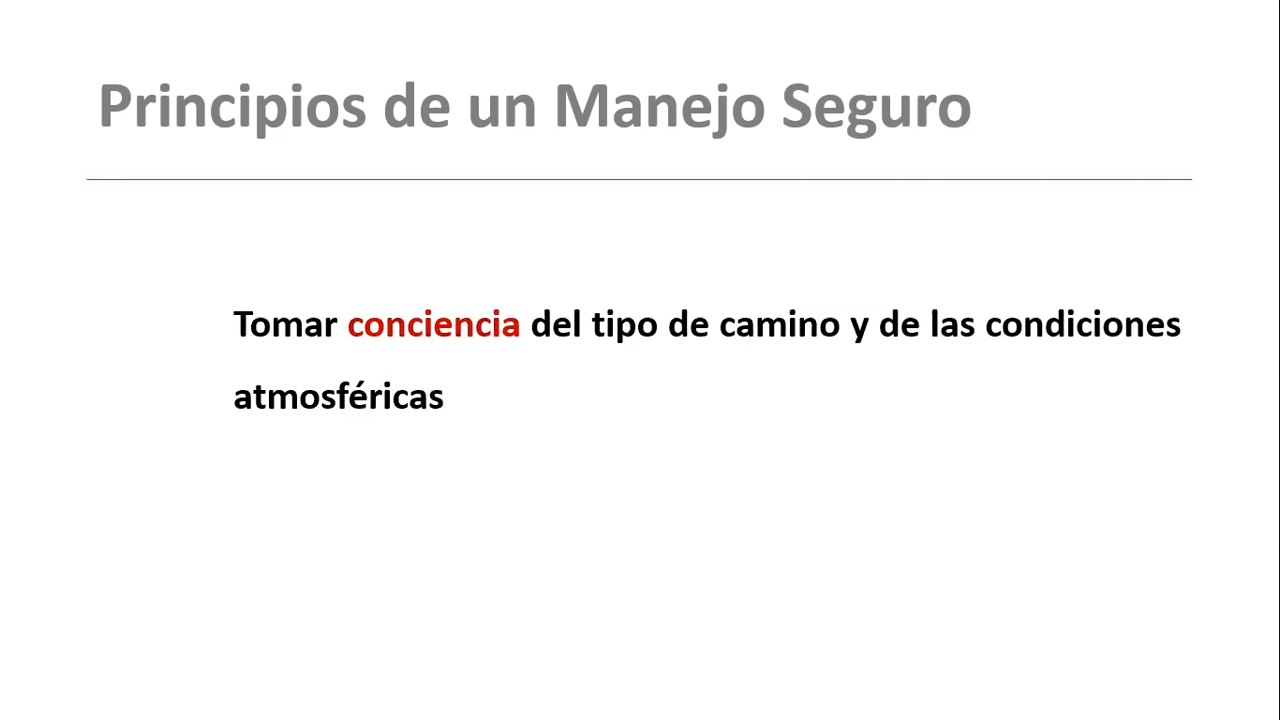 Principios de un Manejo Seguro
Tomar conciencia del tipo de camino y de las condiciones
atmosféricas